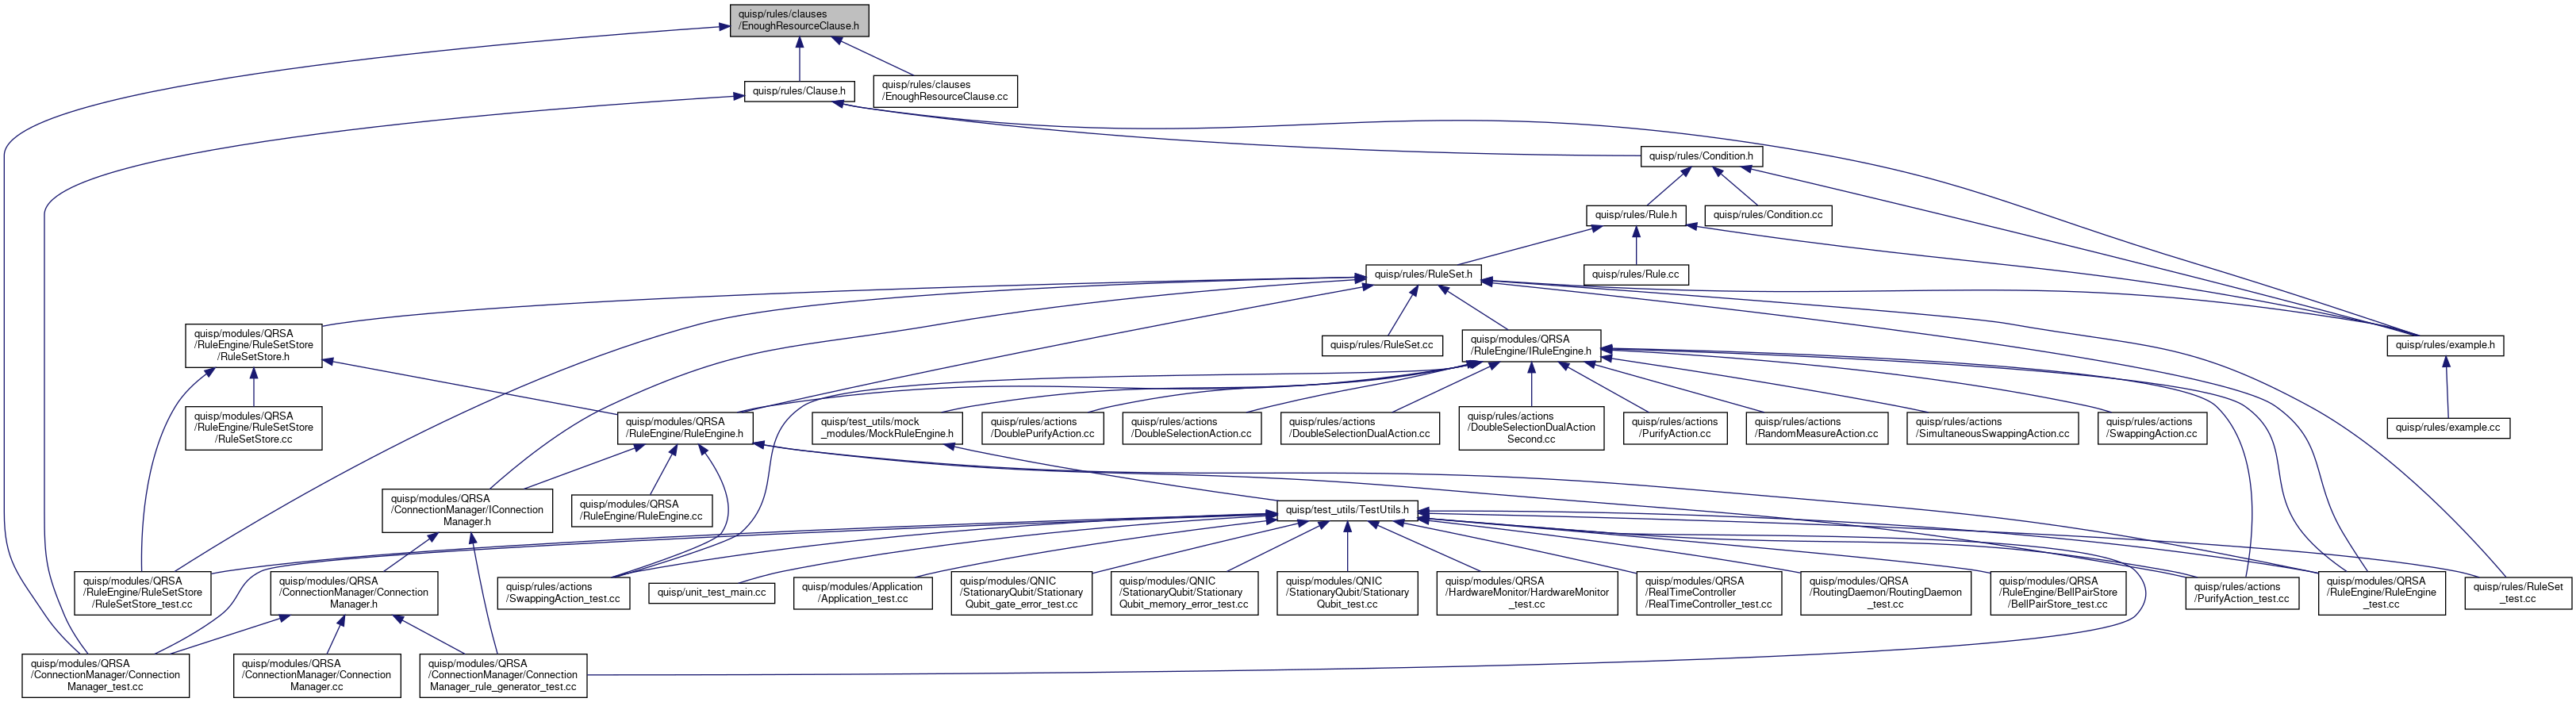 quisp/rules/clauses
/EnoughResourceClause.h
quisp/rules/Clause.h
quisp/rules/clauses
/EnoughResourceClause.cc
quisp/rules/Condition.h
quisp/rules/Rule.h
quisp/rules/Condition.cc
quisp/rules/RuleSet.h
quisp/rules/Rule.cc
quisp/modules/QRSA
/RuleEngine/RuleSetStore
/RuleSetStore.h
quisp/rules/RuleSet.cc
quisp/modules/QRSA
/RuleEngine/IRuleEngine.h
quisp/rules/example.h
quisp/modules/QRSA
/RuleEngine/RuleSetStore
/RuleSetStore.cc
quisp/modules/QRSA
/RuleEngine/RuleEngine.h
quisp/test_utils/mock
_modules/MockRuleEngine.h
quisp/rules/actions
/DoublePurifyAction.cc
quisp/rules/actions
/DoubleSelectionAction.cc
quisp/rules/actions
/DoubleSelectionDualAction.cc
quisp/rules/actions
/DoubleSelectionDualAction
Second.cc
quisp/rules/actions
/PurifyAction.cc
quisp/rules/actions
/RandomMeasureAction.cc
quisp/rules/actions
/SimultaneousSwappingAction.cc
quisp/rules/actions
/SwappingAction.cc
quisp/rules/example.cc
quisp/modules/QRSA
/ConnectionManager/IConnection
Manager.h
quisp/modules/QRSA
/RuleEngine/RuleEngine.cc
quisp/test_utils/TestUtils.h
quisp/modules/QRSA
/RuleEngine/RuleSetStore
/RuleSetStore_test.cc
quisp/modules/QRSA
/ConnectionManager/Connection
Manager.h
quisp/rules/actions
/SwappingAction_test.cc
quisp/unit_test_main.cc
quisp/modules/Application
/Application_test.cc
quisp/modules/QNIC
/StationaryQubit/Stationary
Qubit_gate_error_test.cc
quisp/modules/QNIC
/StationaryQubit/Stationary
Qubit_memory_error_test.cc
quisp/modules/QNIC
/StationaryQubit/Stationary
Qubit_test.cc
quisp/modules/QRSA
/HardwareMonitor/HardwareMonitor
_test.cc
quisp/modules/QRSA
/RealTimeController
/RealTimeController_test.cc
quisp/modules/QRSA
/RoutingDaemon/RoutingDaemon
_test.cc
quisp/modules/QRSA
/RuleEngine/BellPairStore
/BellPairStore_test.cc
quisp/rules/actions
/PurifyAction_test.cc
quisp/modules/QRSA
/RuleEngine/RuleEngine
_test.cc
quisp/rules/RuleSet
_test.cc
quisp/modules/QRSA
/ConnectionManager/Connection
Manager_test.cc
quisp/modules/QRSA
/ConnectionManager/Connection
Manager.cc
quisp/modules/QRSA
/ConnectionManager/Connection
Manager_rule_generator_test.cc